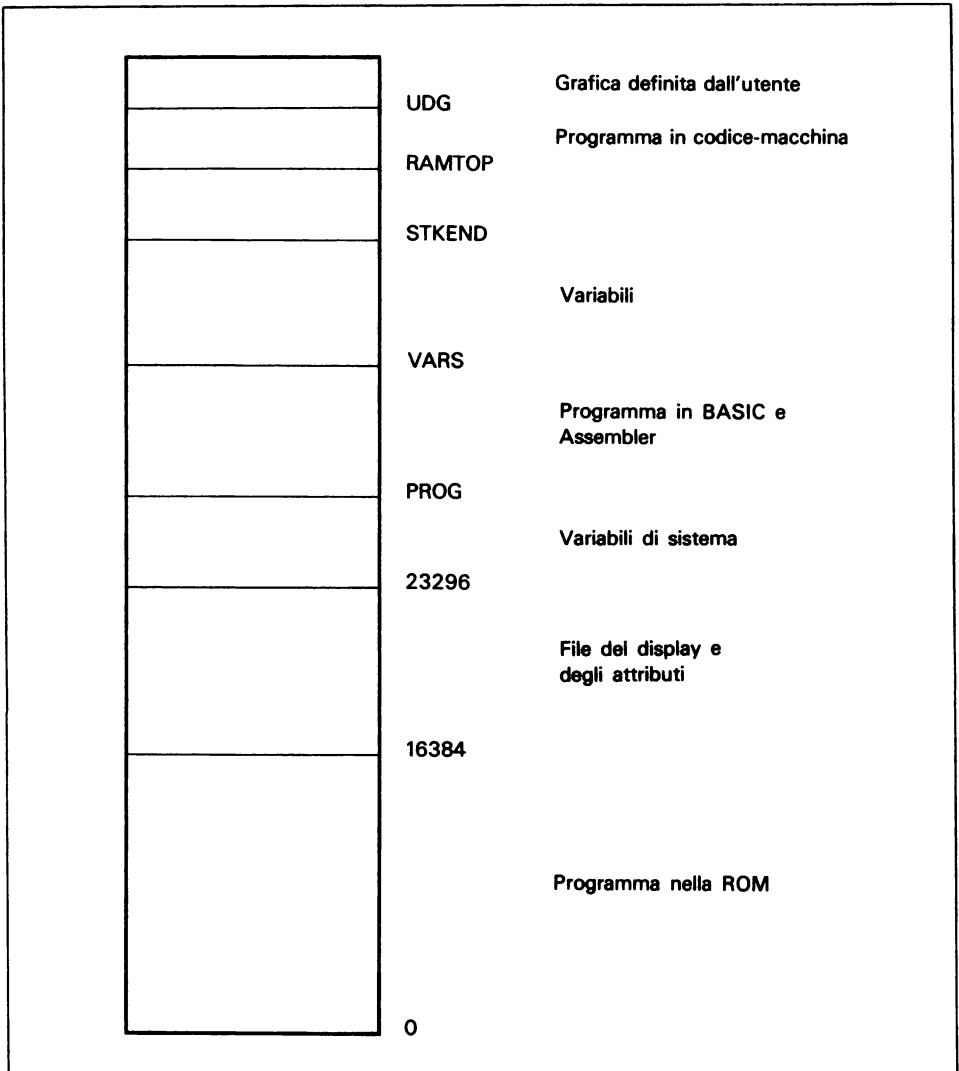 Grafica definita dall'utente
UDG
Programma in codice-macchina
RAMTOP
STKEND
Variabili
VARS
Programma in BASIC e
Assembler
PROG
Variabili di sistema
23296
File del display e
degli attributi
16384
Programma nella ROM
0